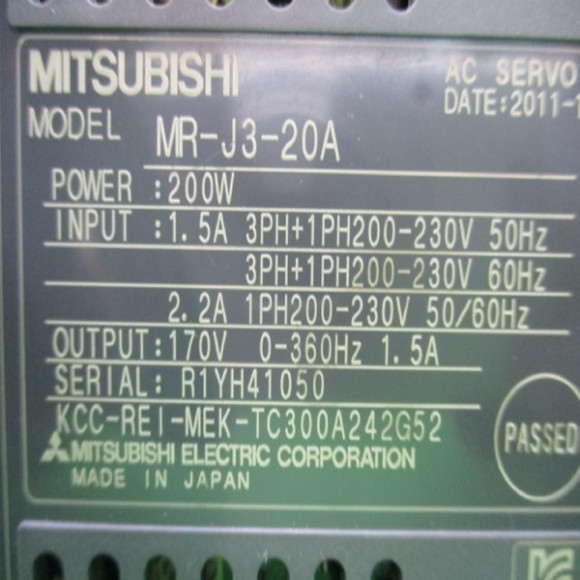 MITSUBISHI AC SERVO
DATE:2011-1
MODEL MR-J3-20A
POWER :200W
INPUT :1.5A 3PH+1PH200-230V 50Hz
3PH+1PH200-230V 60Hz
2.2A 1PH200-230V 50/60Hz
OUTPUT:170V 0-360Hz 1.5A
SERIAL: R1YH41050
KCC-REI-MEK-TC300A242G52
PASSED
MITSUBISHI ELECTRIC CORPORATION
MADE IN JAPAN